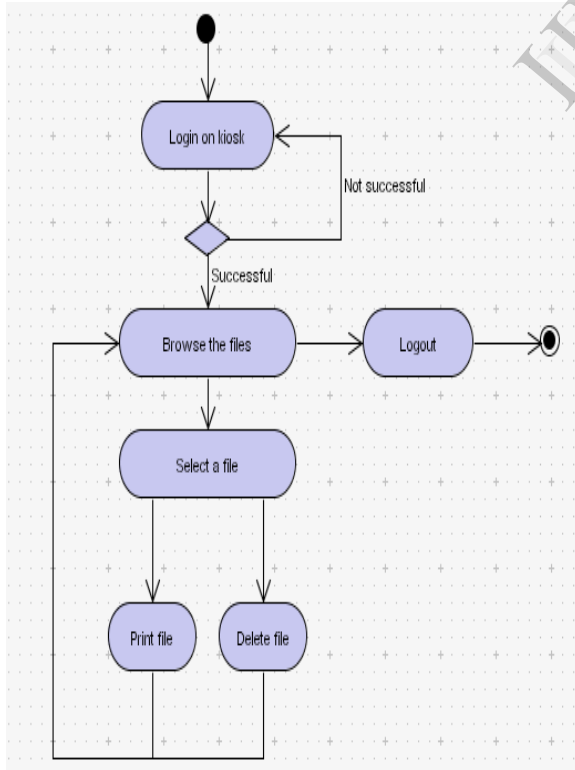 Login on kiosk
Not successful
Successful
Browse the files
Logout
Select a file
Print file
Delete file